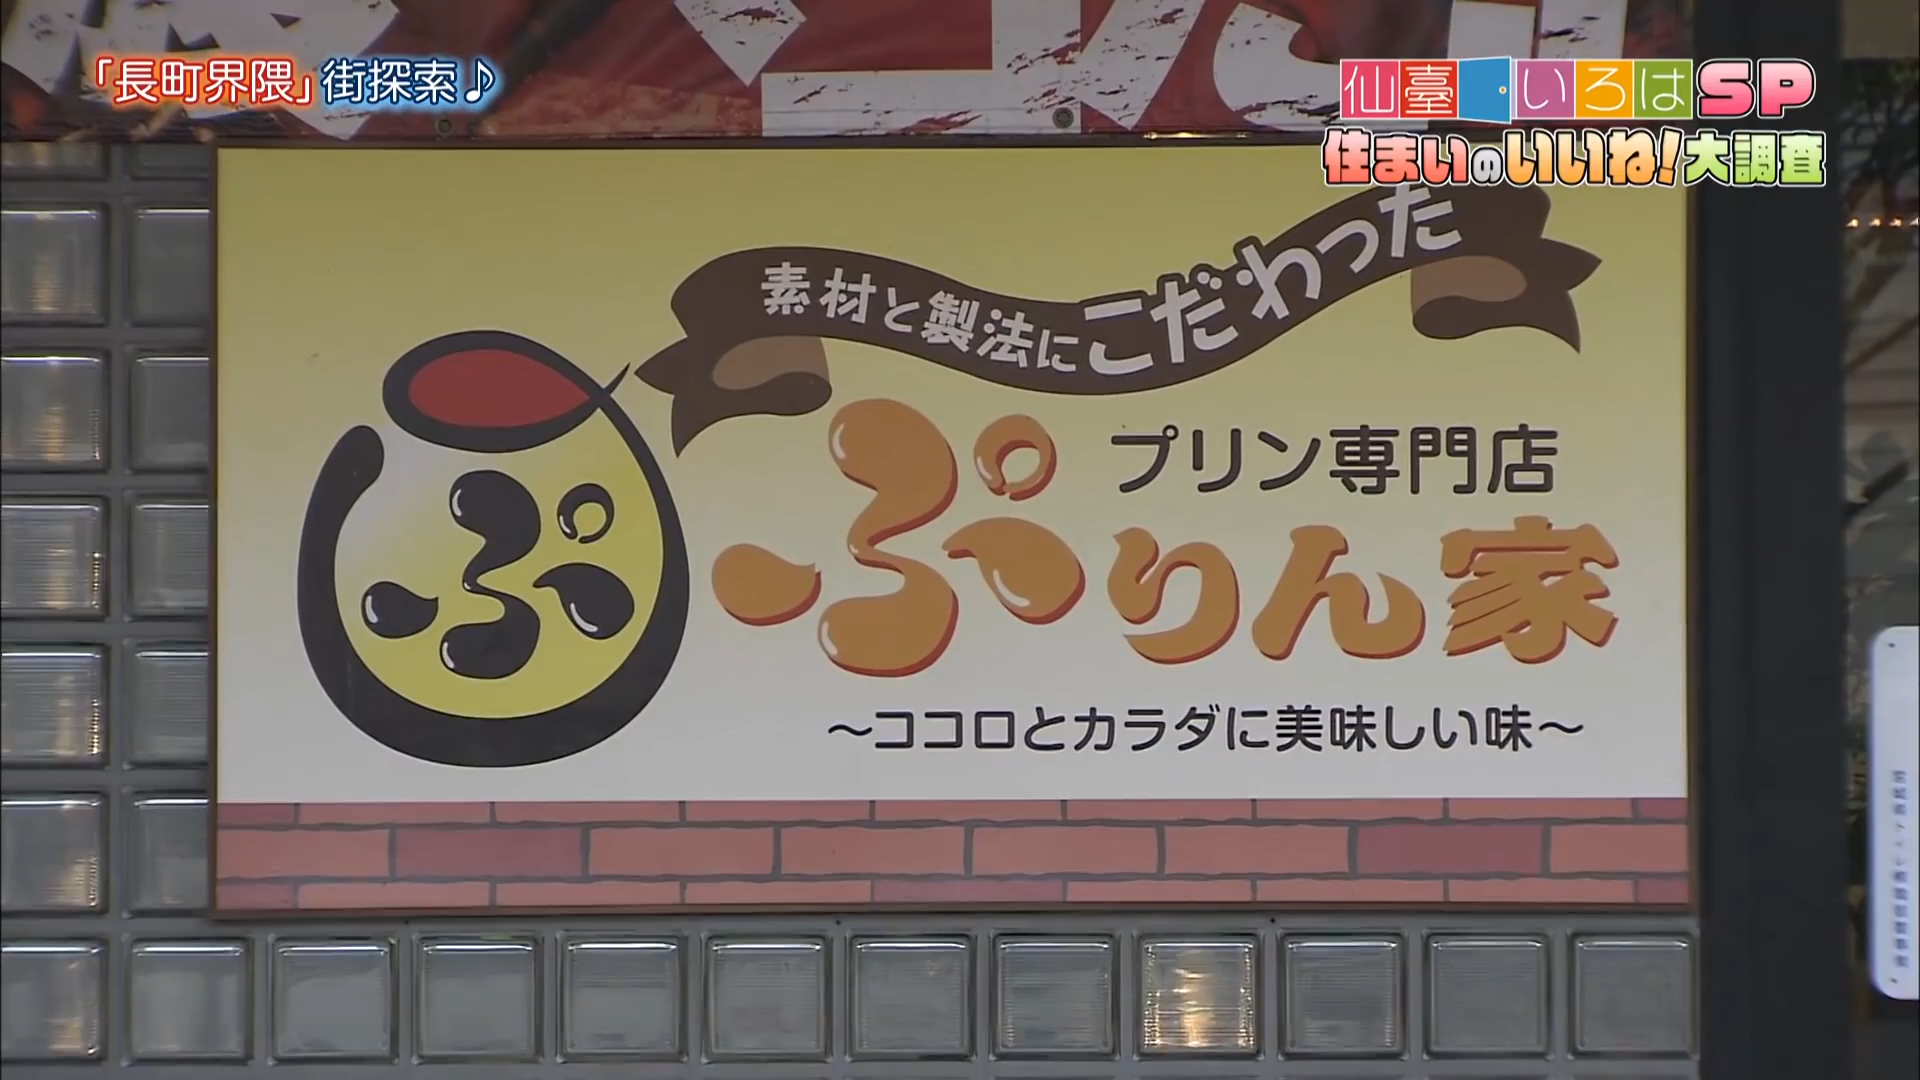 「長町界隈」街探索♪
仙臺いろはSP
住まいのいいね!大調査
素材と製法にこだわった
ぷ
プリン専門店
ぷりん家
～ココロとカラダに美味しい味～